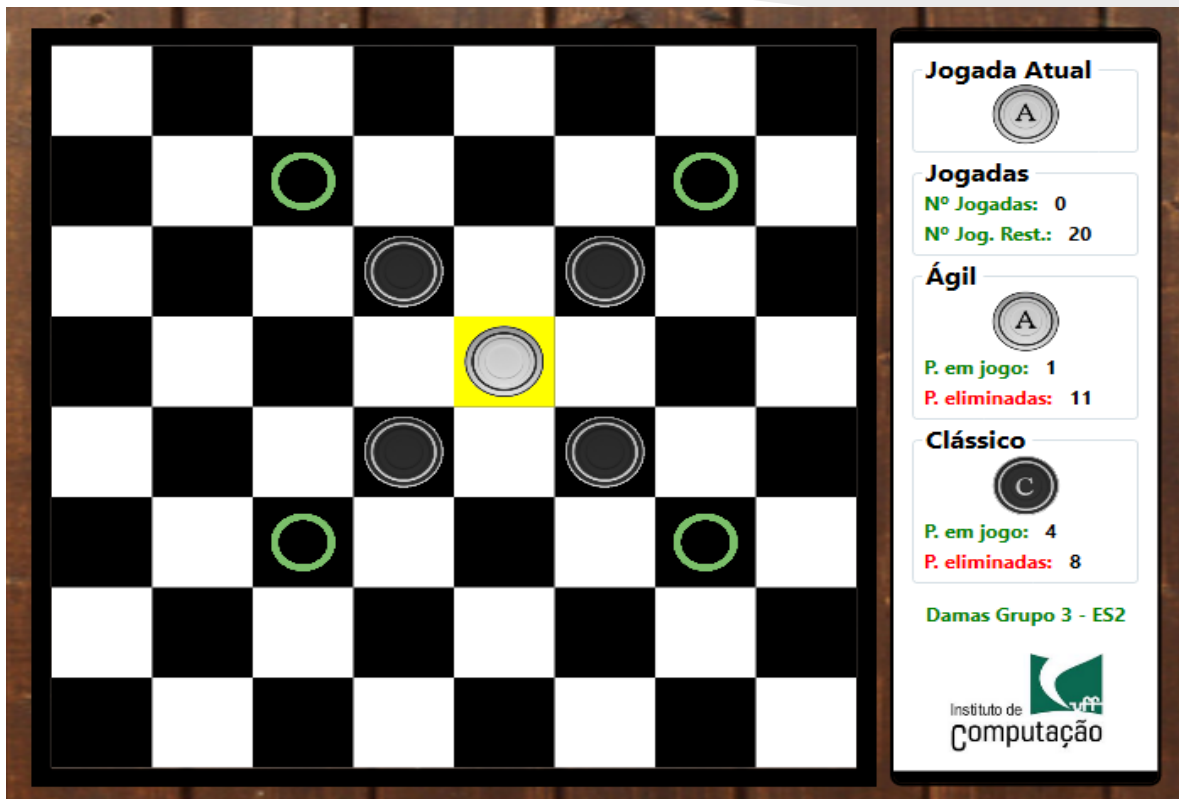 Jogada Atual
A
Jogadas
Nº Jogadas: 0
Nº Jog. Rest.: 20
Ágil
A
P. em jogo: 1
P. eliminadas: 11
Clássico
C
P. em jogo: 4
P. eliminadas: 8
Damas Grupo 3 - ES2
uff
Instituto de
Computação